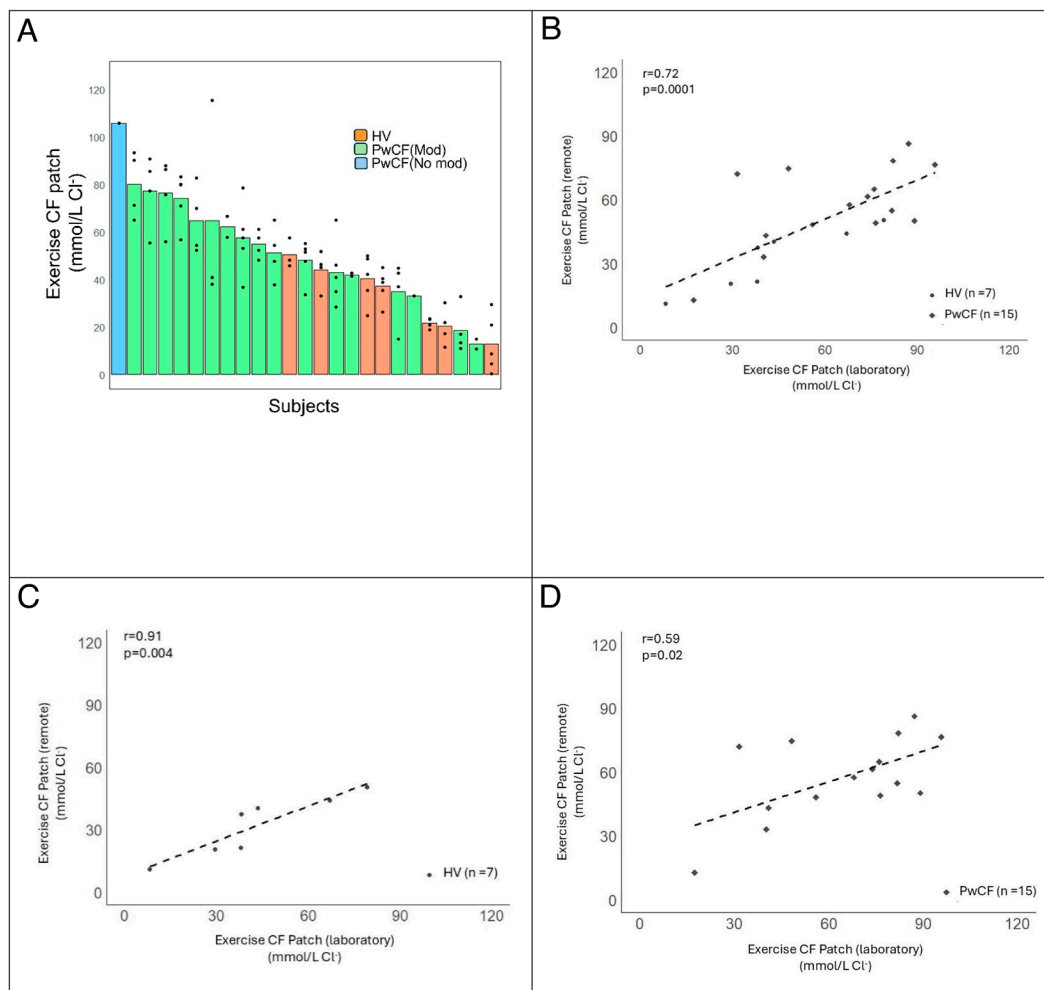 A
Exercise CF patch
(mmol/L Cl⁻)
120
100
80
60
40
20
0
HV
PwCF(Mod)
PwCF(No mod)
Subjects
B
r=0.72
p=0.0001
Exercise CF Patch (remote)
(mmol/L Cl⁻)
120
90
60
30
0
HV (n =7)
PwCF (n =15)
0 30 60 90 120
Exercise CF Patch (laboratory)
(mmol/L Cl⁻)
C
r=0.91
p=0.004
Exercise CF Patch (remote)
(mmol/L Cl⁻)
120
90
60
30
0
HV (n =7)
0 30 60 90 120
Exercise CF Patch (laboratory)
(mmol/L Cl⁻)
D
r=0.59
p=0.02
Exercise CF Patch (remote)
(mmol/L Cl⁻)
120
90
60
30
0
PwCF (n =15)
0 30 60 90 120
Exercise CF Patch (laboratory)
(mmol/L Cl⁻)